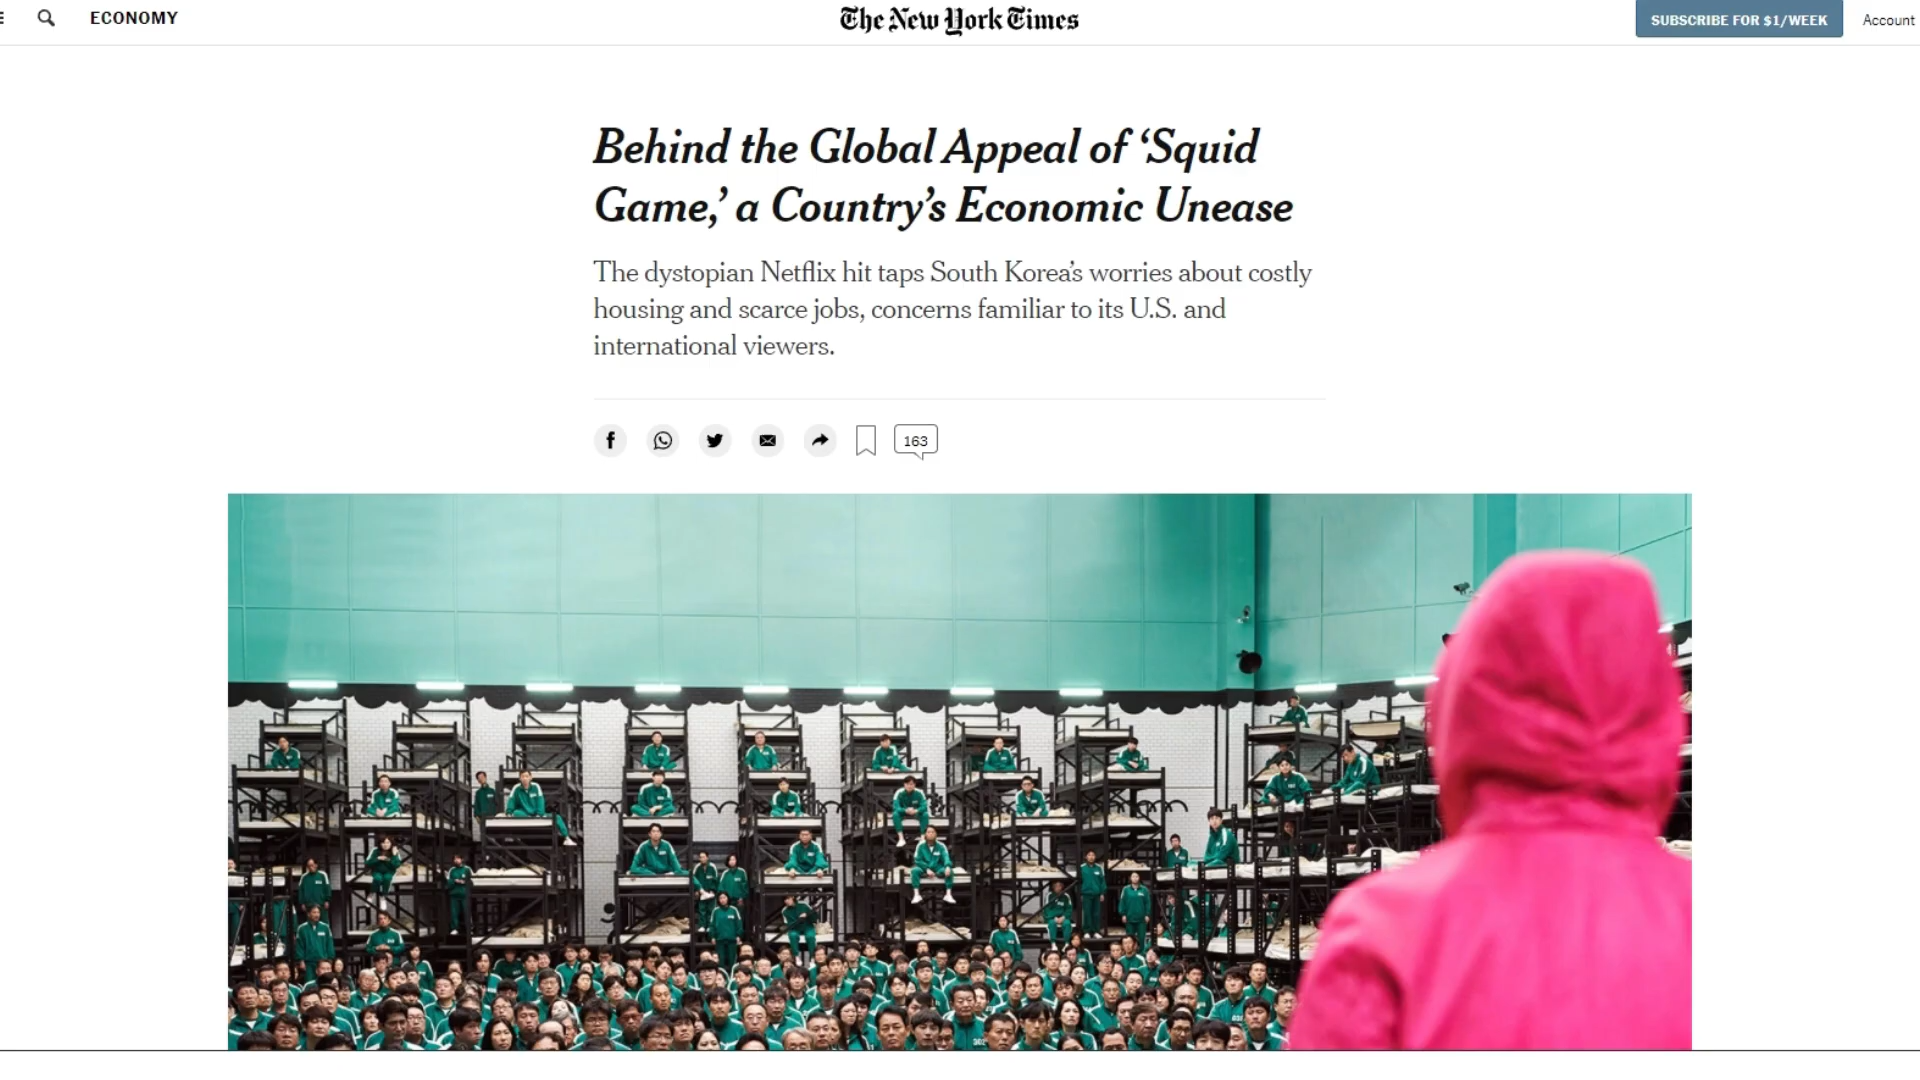 ECONOMY
The New York Times
SUBSCRIBE FOR $1/WEEK
Account
Behind the Global Appeal of ‘Squid
Game,’ a Country’s Economic Unease
The dystopian Netflix hit taps South Korea’s worries about costly
housing and scarce jobs, concerns familiar to its U.S. and
international viewers.
163